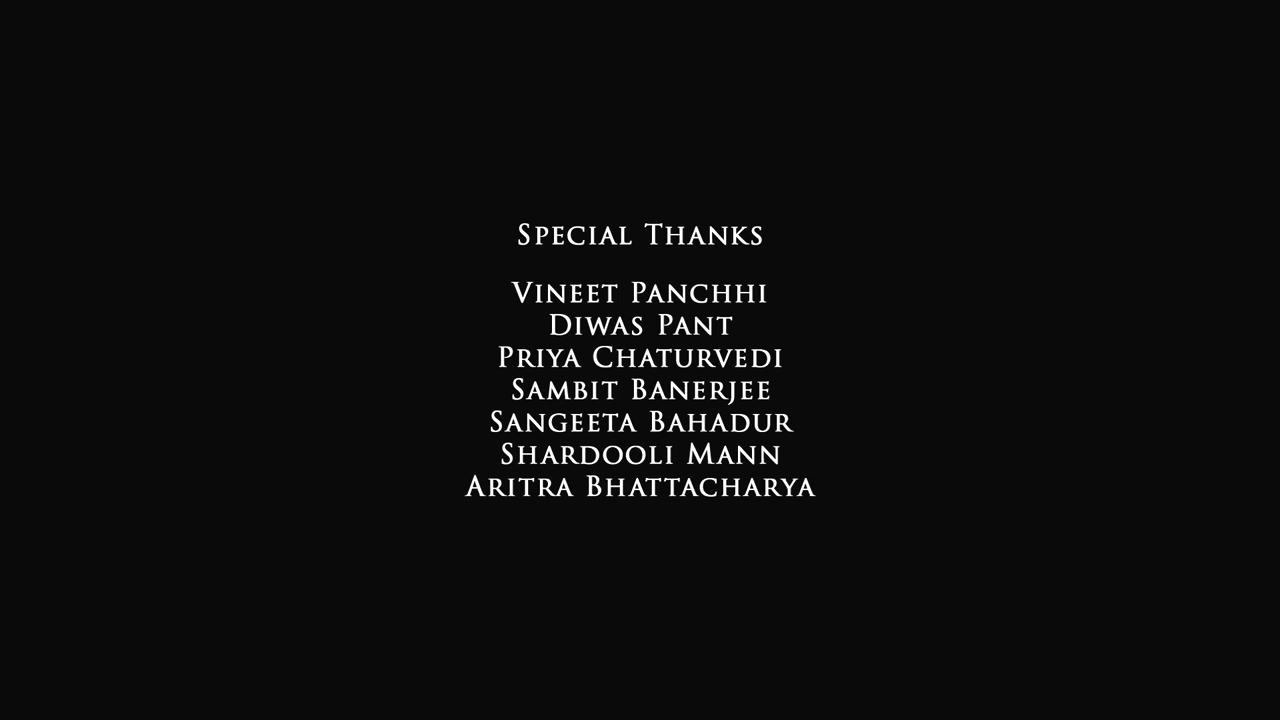 Special Thanks
Vineet Panchhi
Diwas Pant
Priya Chaturvedi
Sambit Banerjee
Sangeeta Bahadur
Shardooli Mann
Aritra Bhattacharya